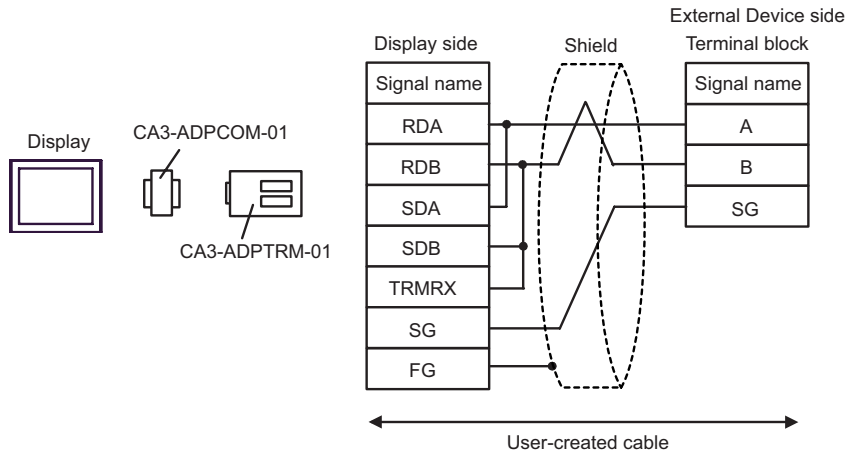 External Device side
Display side
Shield
Terminal block
Signal name
Signal name
RDA
A
RDB
B
SDA
SG
SDB
TRMRX
SG
FG
Display
CA3-ADPCOM-01
CA3-ADPTRM-01
User-created cable